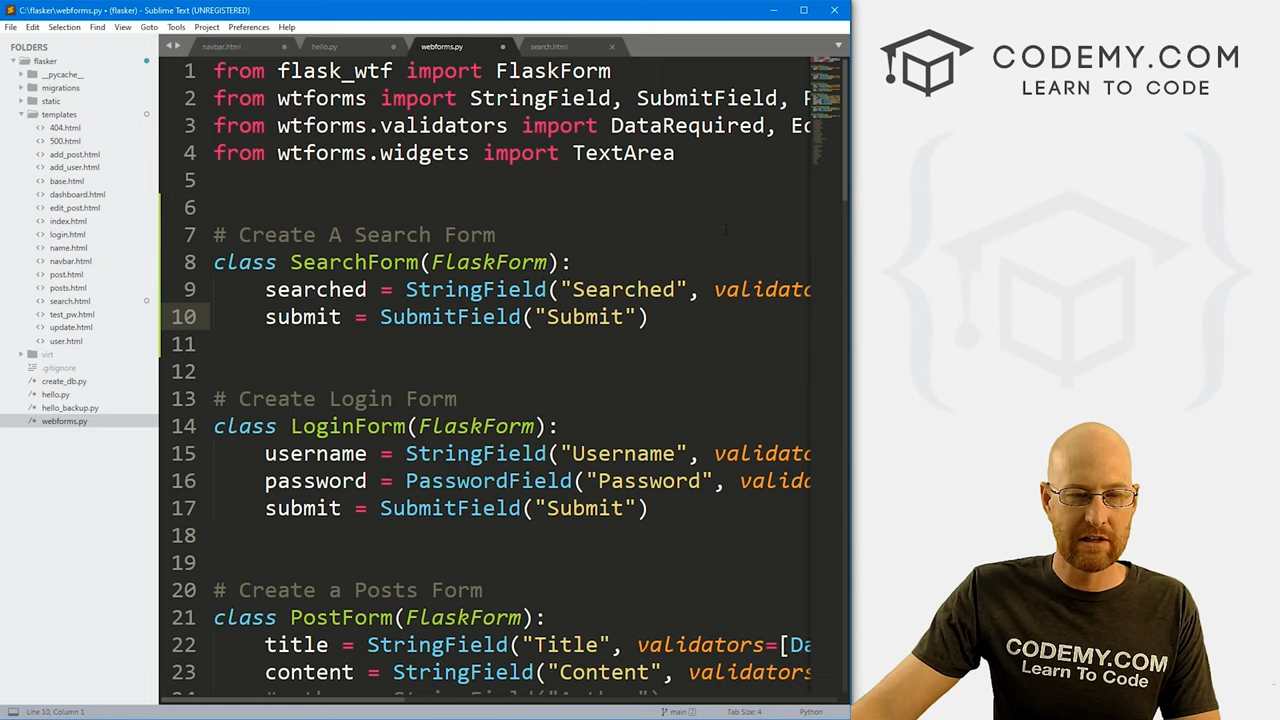 C:\flasker\webforms.py • (flasker) - Sublime Text (UNREGISTERED)
File Edit Selection Find View Goto Tools Project Preferences Help
FOLDERS
flasker
__pycache__
migrations
static
templates
404.html
500.html
add_post.html
add_user.html
base.html
dashboard.html
edit_post.html
index.html
login.html
name.html
navbar.html
post.html
posts.html
search.html
test_pw.html
update.html
user.html
virt
.gitignore
create_db.py
hello.py
hello_backup.py
webforms.py
navbar.html hello.py webforms.py search.html
1 from flask_wtf import FlaskForm
2 from wtforms import StringField, SubmitField,
3 from wtforms.validators import DataRequired,
4 from wtforms.widgets import TextArea
5
6
7 # Create A Search Form
8 class SearchForm(FlaskForm):
9 searched = StringField("Searched", validato
10 submit = SubmitField("Submit")
11
12
13 # Create Login Form
14 class LoginForm(FlaskForm):
15 username = StringField("Username", validato
16 password = PasswordField("Password", valida
17 submit = SubmitField("Submit")
18
19
20 # Create a Posts Form
21 class PostForm(FlaskForm):
22 title = StringField("Title", validators=[Da
23 content = StringField("Content", validators
Line 10, Column 1
main
Tab Size: 4
Python
CODEMY.COM
LEARN TO CODE
CODEMY.COM
Learn To Code